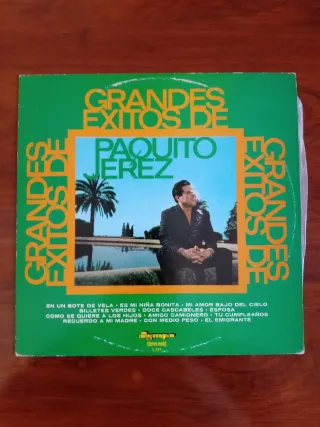 GRANDES
EXITOS DE
PAQUITO
JEREZ
GRANDES
EXITOS DE
GRANDES
EXITOS DE
EN UN BOTE DE VELA · ES MI NIÑA BONITA · MI AMOR BAJO DEL CIELO
BILLETES VERDES · DOCE CASCABELES · ESPOSA
COMO SE QUIERE A LOS HIJOS · AMIGO CAMIONERO · TU CUMPLEAÑOS
RECUERDO A MI MADRE · CON MEDIO PESO · EL EMIGRANTE